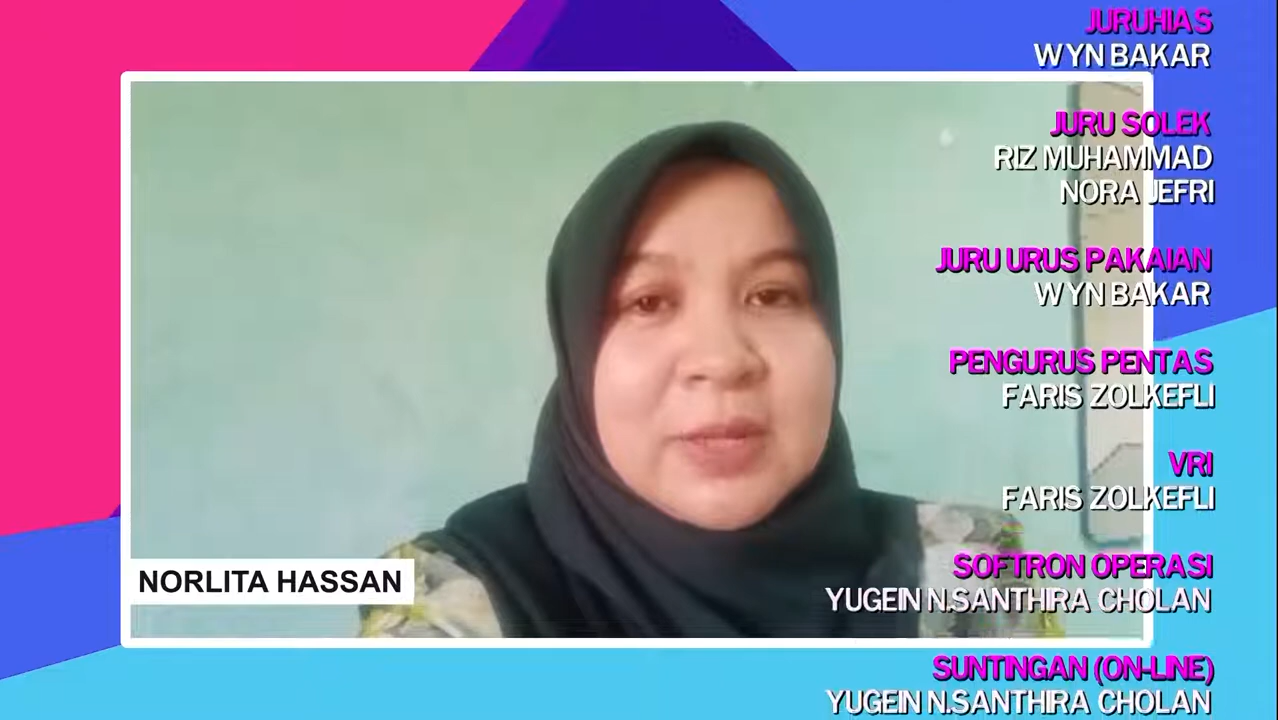 JURUHIAS
WYN BAKAR
JURU SOLEK
RIZ MUHAMMAD
NORA JEFRI
JURU URUS PAKAIAN
WYN BAKAR
PENGURUS PENTAS
FARIS ZOLKEFLI
VRI
FARIS ZOLKEFLI
SOFTRON OPERASI
YUGEIN N.SANTHIRA CHOLAN
SUNTINGAN (ON-LINE)
YUGEIN N.SANTHIRA CHOLAN
NORLITA HASSAN